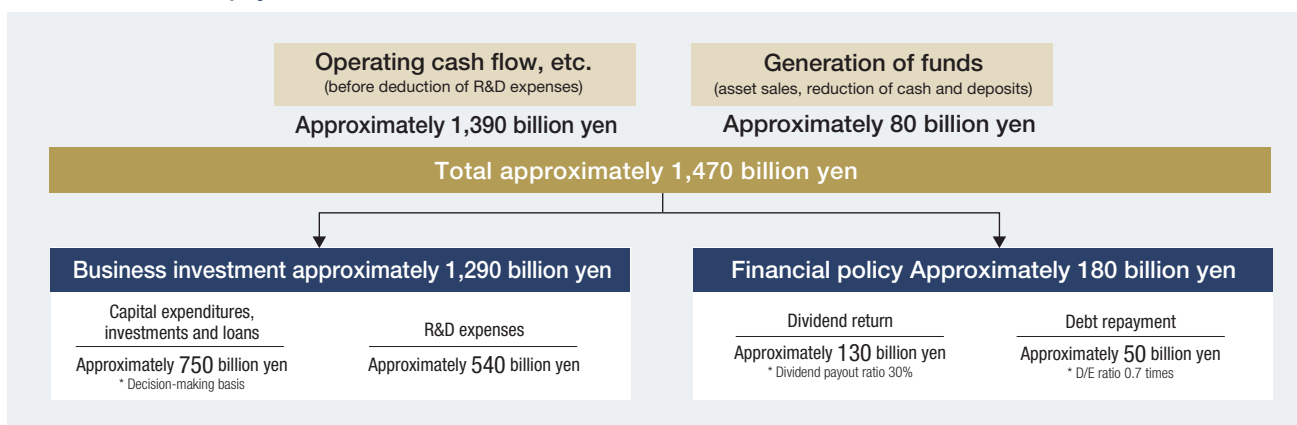 Operating cash flow, etc.
(before deduction of R&D expenses)
Approximately 1,390 billion yen
Generation of funds
(asset sales, reduction of cash and deposits)
Approximately 80 billion yen
Total approximately 1,470 billion yen
Business investment approximately 1,290 billion yen
Capital expenditures,
investments and loans
Approximately 750 billion yen
* Decision-making basis
R&D expenses
Approximately 540 billion yen
Financial policy Approximately 180 billion yen
Dividend return
Approximately 130 billion yen
* Dividend payout ratio 30%
Debt repayment
Approximately 50 billion yen
* D/E ratio 0.7 times